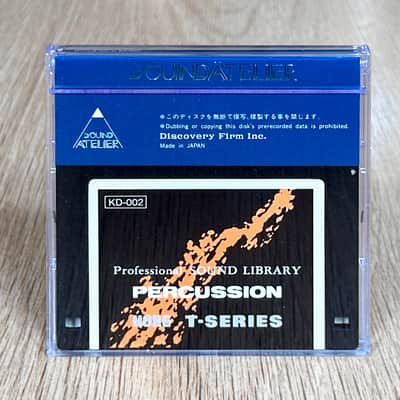 SOUND ATELIER
SOUND
ATELIER
※このディスクを無断で複写、複製する事を禁じます。
※Dubbing or copying this disk's prerecorded data is prohibited.
Discovery Firm Inc.
Made in JAPAN
KD-002
Professional SOUND LIBRARY
PERCUSSION
KORG T-SERIES